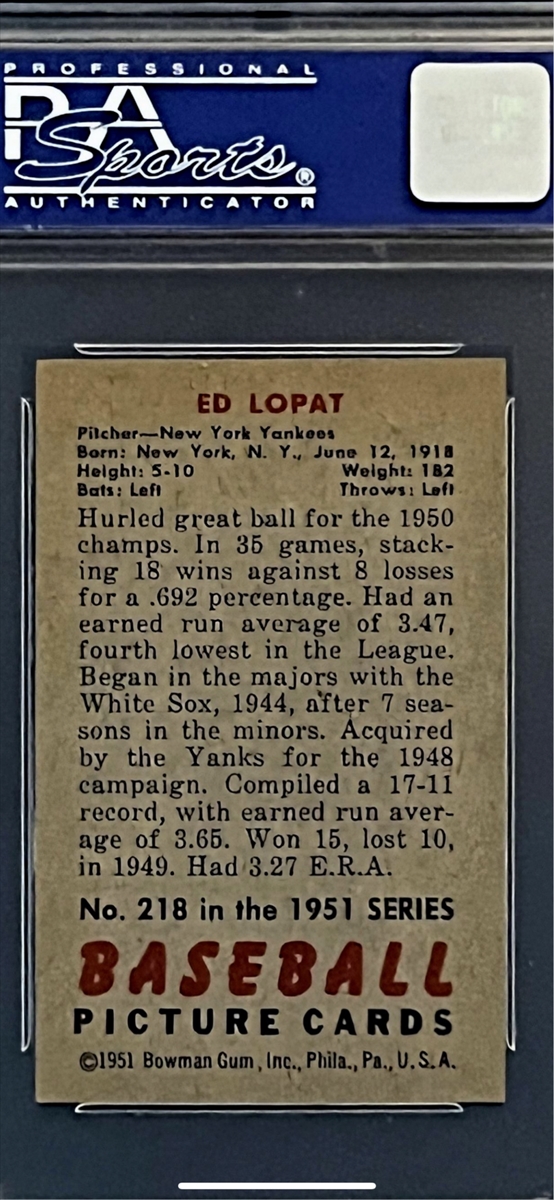 PROFESSIONAL
PSA
Sports®
AUTHENTICATOR
ED LOPAT
Pitcher—New York Yankees
Born: New York, N. Y., June 12, 1918
Height: 5-10 Weight: 182
Bats: Left Throws: Left
Hurled great ball for the 1950
champs. In 35 games, stack-
ing 18 wins against 8 losses
for a .692 percentage. Had an
earned run average of 3.47,
fourth lowest in the League.
Began in the majors with the
White Sox, 1944, after 7 sea-
sons in the minors. Acquired
by the Yanks for the 1948
campaign. Compiled a 17-11
record, with earned run aver-
age of 3.65. Won 15, lost 10,
in 1949. Had 3.27 E.R.A.
No. 218 in the 1951 SERIES
BASEBALL
PICTURE CARDS
©1951 Bowman Gum, Inc., Phila., Pa., U.S.A.